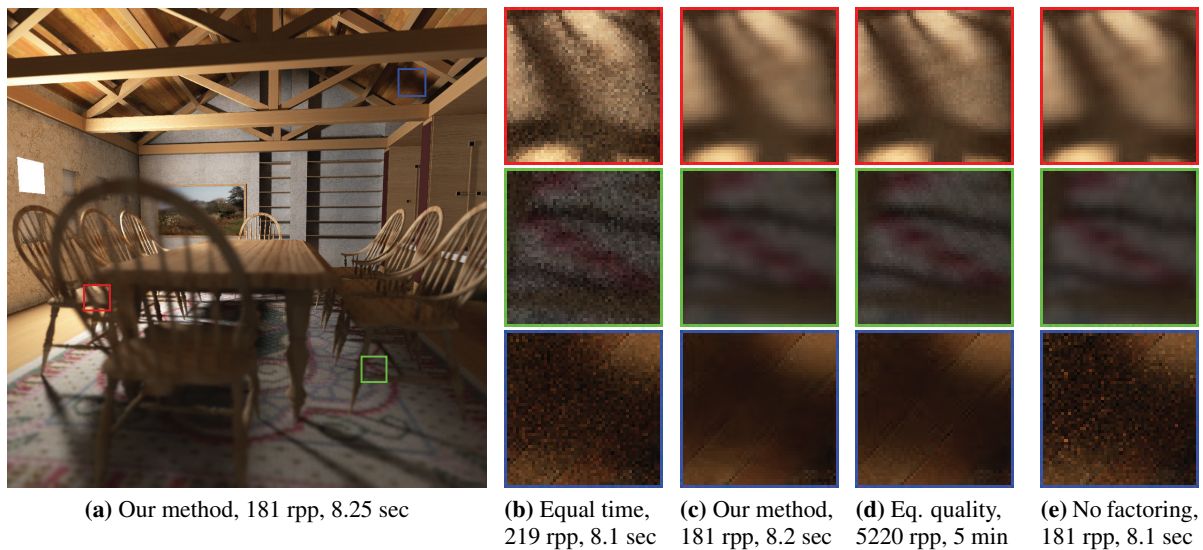 (a) Our method, 181 rpp, 8.25 sec
(b) Equal time,
219 rpp, 8.1 sec
(c) Our method,
181 rpp, 8.2 sec
(d) Eq. quality,
5220 rpp, 5 min
(e) No factoring,
181 rpp, 8.1 sec